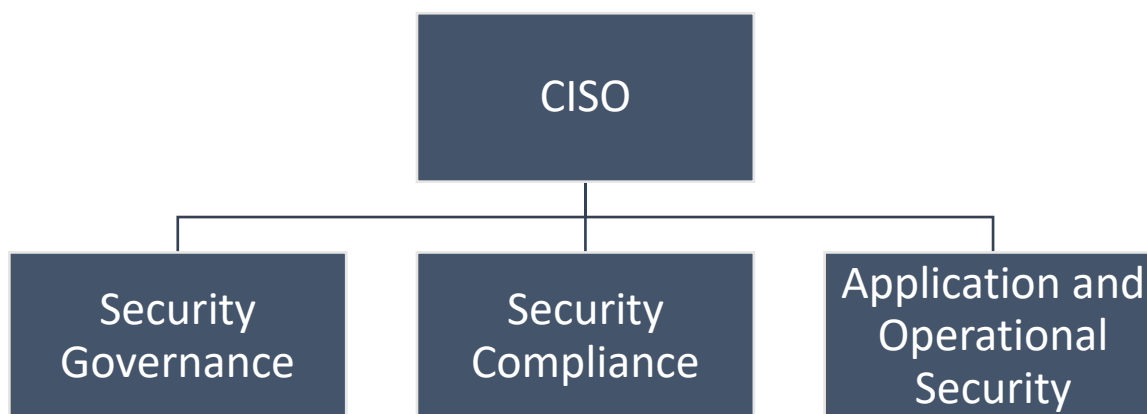 CISO
Security
Governance
Security
Compliance
Application and
Operational
Security